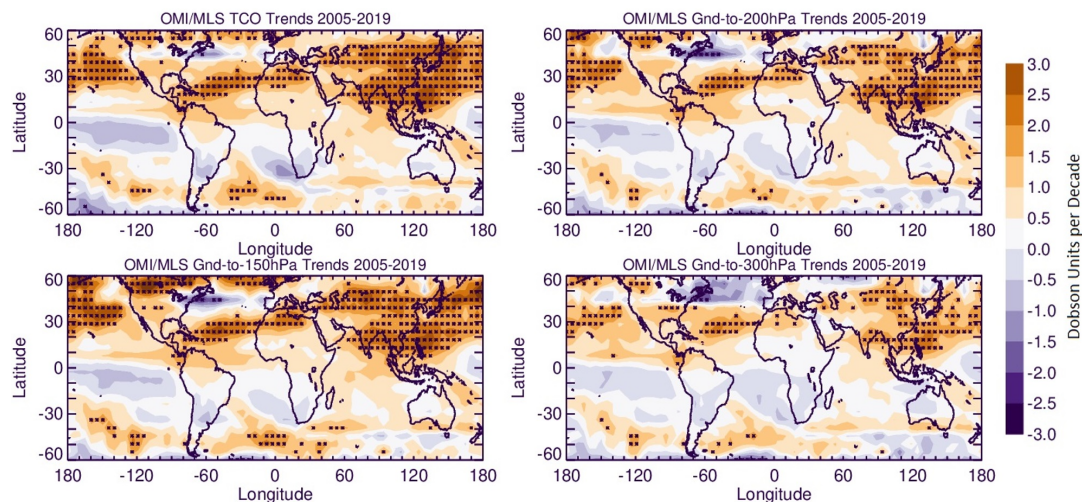 OMI/MLS TCO Trends 2005-2019
60
30
0
-30
-60
Latitude
180 -120 -60 0 60 120 180
Longitude
OMI/MLS Gnd-to-200hPa Trends 2005-2019
60
30
0
-30
-60
Latitude
180 -120 -60 0 60 120 180
Longitude
OMI/MLS Gnd-to-150hPa Trends 2005-2019
60
30
0
-30
-60
Latitude
180 -120 -60 0 60 120 180
Longitude
OMI/MLS Gnd-to-300hPa Trends 2005-2019
60
30
0
-30
-60
Latitude
180 -120 -60 0 60 120 180
Longitude
3.0
2.5
2.0
1.5
1.0
0.5
0.0
-0.5
-1.0
-1.5
-2.0
-2.5
-3.0
Dobson Units per Decade